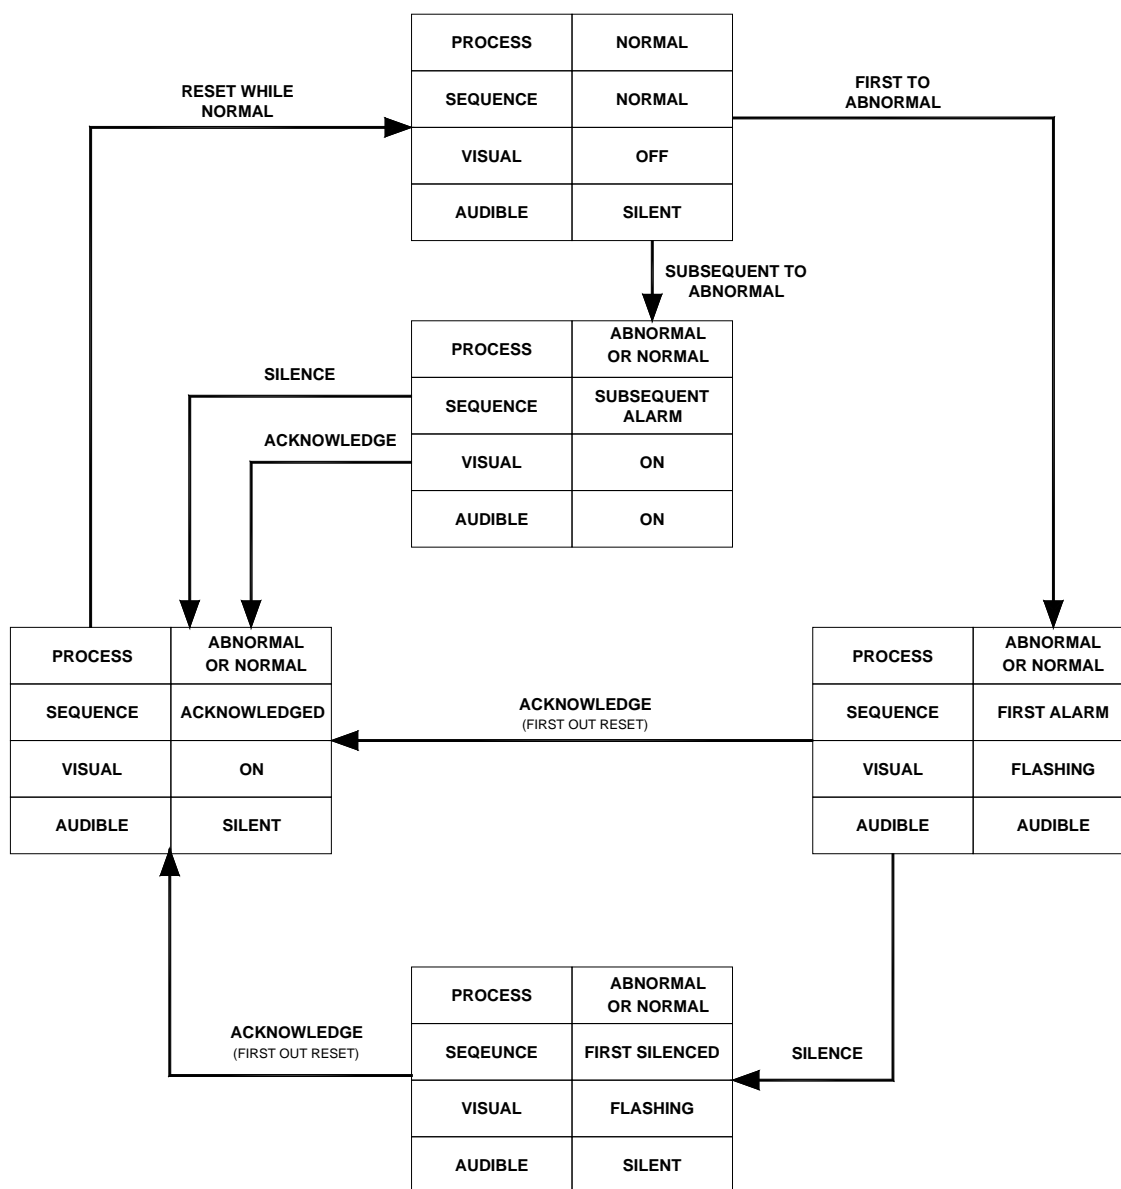 PROCESS NORMAL
SEQUENCE NORMAL
VISUAL OFF
AUDIBLE SILENT
RESET WHILE
NORMAL
FIRST TO
ABNORMAL
SUBSEQUENT TO
ABNORMAL
PROCESS
ABNORMAL
OR NORMAL
SEQUENCE
SUBSEQUENT
ALARM
VISUAL ON
AUDIBLE ON
SILENCE
ACKNOWLEDGE
PROCESS
ABNORMAL
OR NORMAL
SEQUENCE ACKNOWLEDGED
VISUAL ON
AUDIBLE SILENT
ACKNOWLEDGE
(FIRST OUT RESET)
PROCESS
ABNORMAL
OR NORMAL
SEQUENCE FIRST ALARM
VISUAL FLASHING
AUDIBLE AUDIBLE
ACKNOWLEDGE
(FIRST OUT RESET)
PROCESS
ABNORMAL
OR NORMAL
SEQEUNCE FIRST SILENCED
VISUAL FLASHING
AUDIBLE SILENT
SILENCE